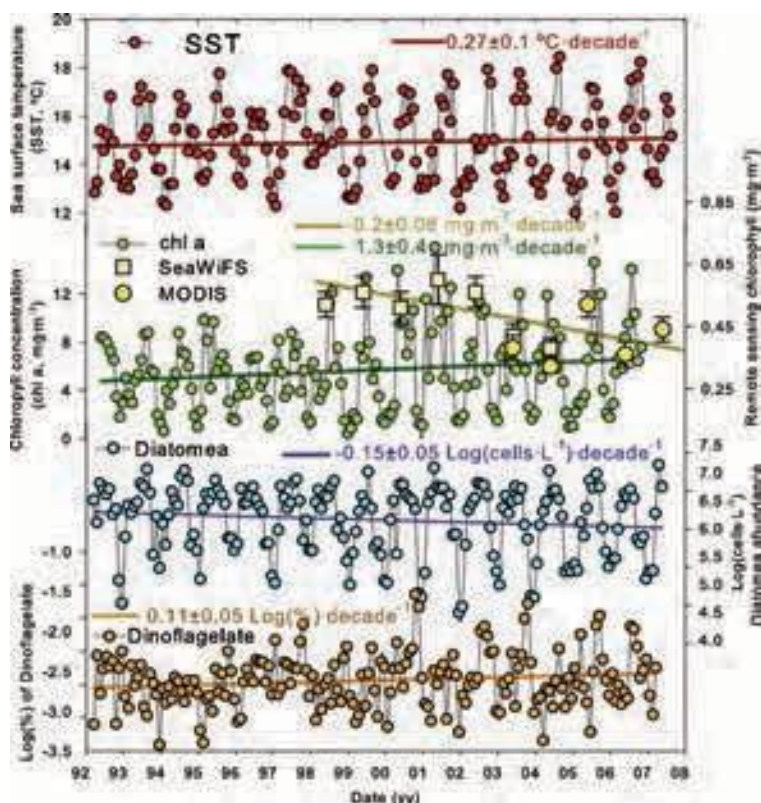 SST
0.27±0.1 ºC decade⁻¹
Sea surface temperature
(SST, ºC)
20
18
16
14
12
0.2±0.08 mg m⁻³ decade⁻¹
1.3±0.4 mg m⁻³ decade⁻¹
chl a
SeaWiFS
MODIS
Cloropyll concentration
(chl a, mg m⁻³)
12
8
4
0
Remote sensing chlorophyll (mg m⁻³)
0.85
0.65
0.45
0.25
Diatomea
-0.15±0.05 Log(cells·L⁻¹) decade⁻¹
7.5
7.0
6.5
6.0
5.5
5.0
4.5
4.0
Log(cells·L⁻¹)
Diatomea abundance
0.11±0.05 Log(%) decade⁻¹
Dinoflagelate
Log(%) of Dinoflagelate
-1.0
-1.5
-2.0
-2.5
-3.0
-3.5
92 93 94 95 96 97 98 99 00 01 02 03 04 05 06 07 08
Date (yy)